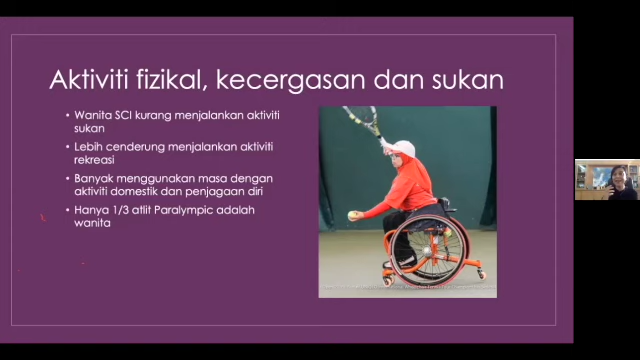 Aktiviti fizikal, kecergasan dan sukan
Wanita SCI kurang menjalankan aktiviti
sukan
Lebih cenderung menjalankan aktiviti
rekreasi
Banyak menggunakan masa dengan
aktiviti domestik dan penjagaan diri
Hanya 1/3 atlit Paralympic adalah
wanita